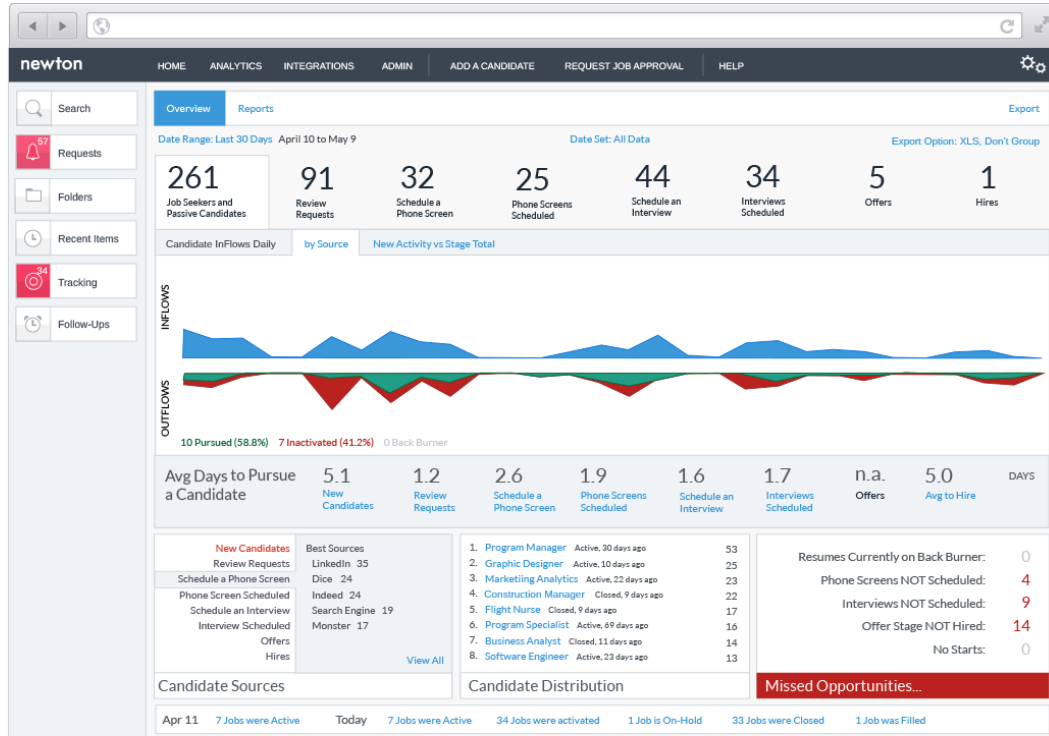 newton HOME ANALYTICS INTEGRATIONS ADMIN ADD A CANDIDATE REQUEST JOB APPROVAL HELP
Search
57
Requests
Folders
Recent Items
34
Tracking
Follow-Ups
Overview Reports Export
Date Range: Last 30 Days April 10 to May 9 Date Set: All Data Export Option: XLS, Don't Group
261 91 32 25 44 34 5 1
Job Seekers and Review Schedule a Phone Screens Schedule an Interviews Offers Hires
Passive Candidates Requests Phone Screen Scheduled Interview Scheduled
Candidate InFlows Daily by Source New Activity vs Stage Total
INFLOWS
OUTFLOWS
10 Pursued (58.8%) 7 Inactivated (41.2%) 0 Back Burner
Avg Days to Pursue 5.1 1.2 2.6 1.9 1.6 1.7 n.a. 5.0 DAYS
a Candidate New Review Schedule a Phone Screens Schedule an Interviews Offers Avg to Hire
Candidates Requests Phone Screen Scheduled Interview Scheduled
New Candidates
Review Requests
Schedule a Phone Screen
Phone Screen Scheduled
Schedule an Interview
Interview Scheduled
Offers
Hires
Best Sources
LinkedIn 35
Dice 24
Indeed 24
Search Engine 19
Monster 17
View All
Candidate Sources
1. Program Manager Active, 30 days ago 53
2. Graphic Designer Active, 10 days ago 25
3. Marketiing Analytics Active, 22 days ago 23
4. Construction Manager Closed, 9 days ago 22
5. Flight Nurse Closed, 9 days ago 17
6. Program Specialist Active, 69 days ago 16
7. Business Analyst Closed, 11 days ago 14
8. Software Engineer Active, 23 days ago 13
Candidate Distribution
Resumes Currently on Back Burner: 0
Phone Screens NOT Scheduled: 4
Interviews NOT Scheduled: 9
Offer Stage NOT Hired: 14
No Starts: 0
Missed Opportunities...
Apr 11 7 Jobs were Active Today 7 Jobs were Active 34 Jobs were activated 1 Job is On-Hold 33 Jobs were Closed 1 Job was Filled